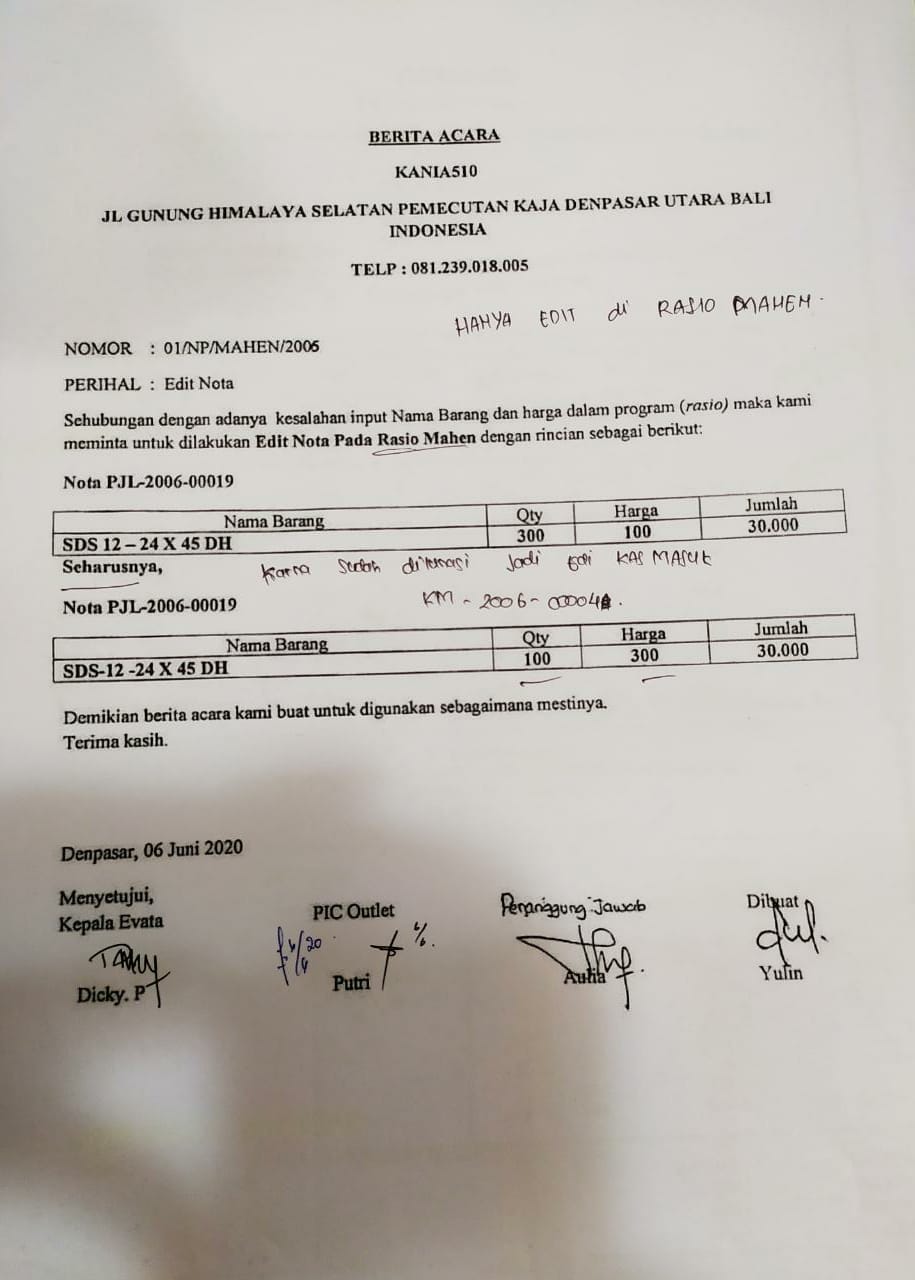 BERITA ACARA
KANIA510
JL GUNUNG HIMALAYA SELATAN PEMECUTAN KAJA DENPASAR UTARA BALI
INDONESIA
TELP : 081.239.018.005
HANYA EDIT di RASIO MAHEN.
NOMOR : 01/NP/MAHEN/2006
PERIHAL : Edit Nota
Sehubungan dengan adanya kesalahan input Nama Barang dan harga dalam program (rasio) maka kami
meminta untuk dilakukan Edit Nota Pada Rasio Mahen dengan rincian sebagai berikut:
Nota PJL-2006-00019
Nama Barang Qty Harga Jumlah
SDS 12 – 24 X 45 DH 300 100 30.000
Seharusnya,
Karna sudah dilunasi Jadi Edi KAS MASUK
KM - 2006 -
Nota PJL-2006-00019
Nama Barang Qty Harga Jumlah
SDS-12 -24 X 45 DH 100 300 30.000
Demikian berita acara kami buat untuk digunakan sebagaimana mestinya.
Terima kasih.
Denpasar, 06 Juni 2020
Menyetujui,
Kepala Evata
PIC Outlet
Penanggung Jawab
Dibuat
Dicky. P
Putri
Aulia
Yulin